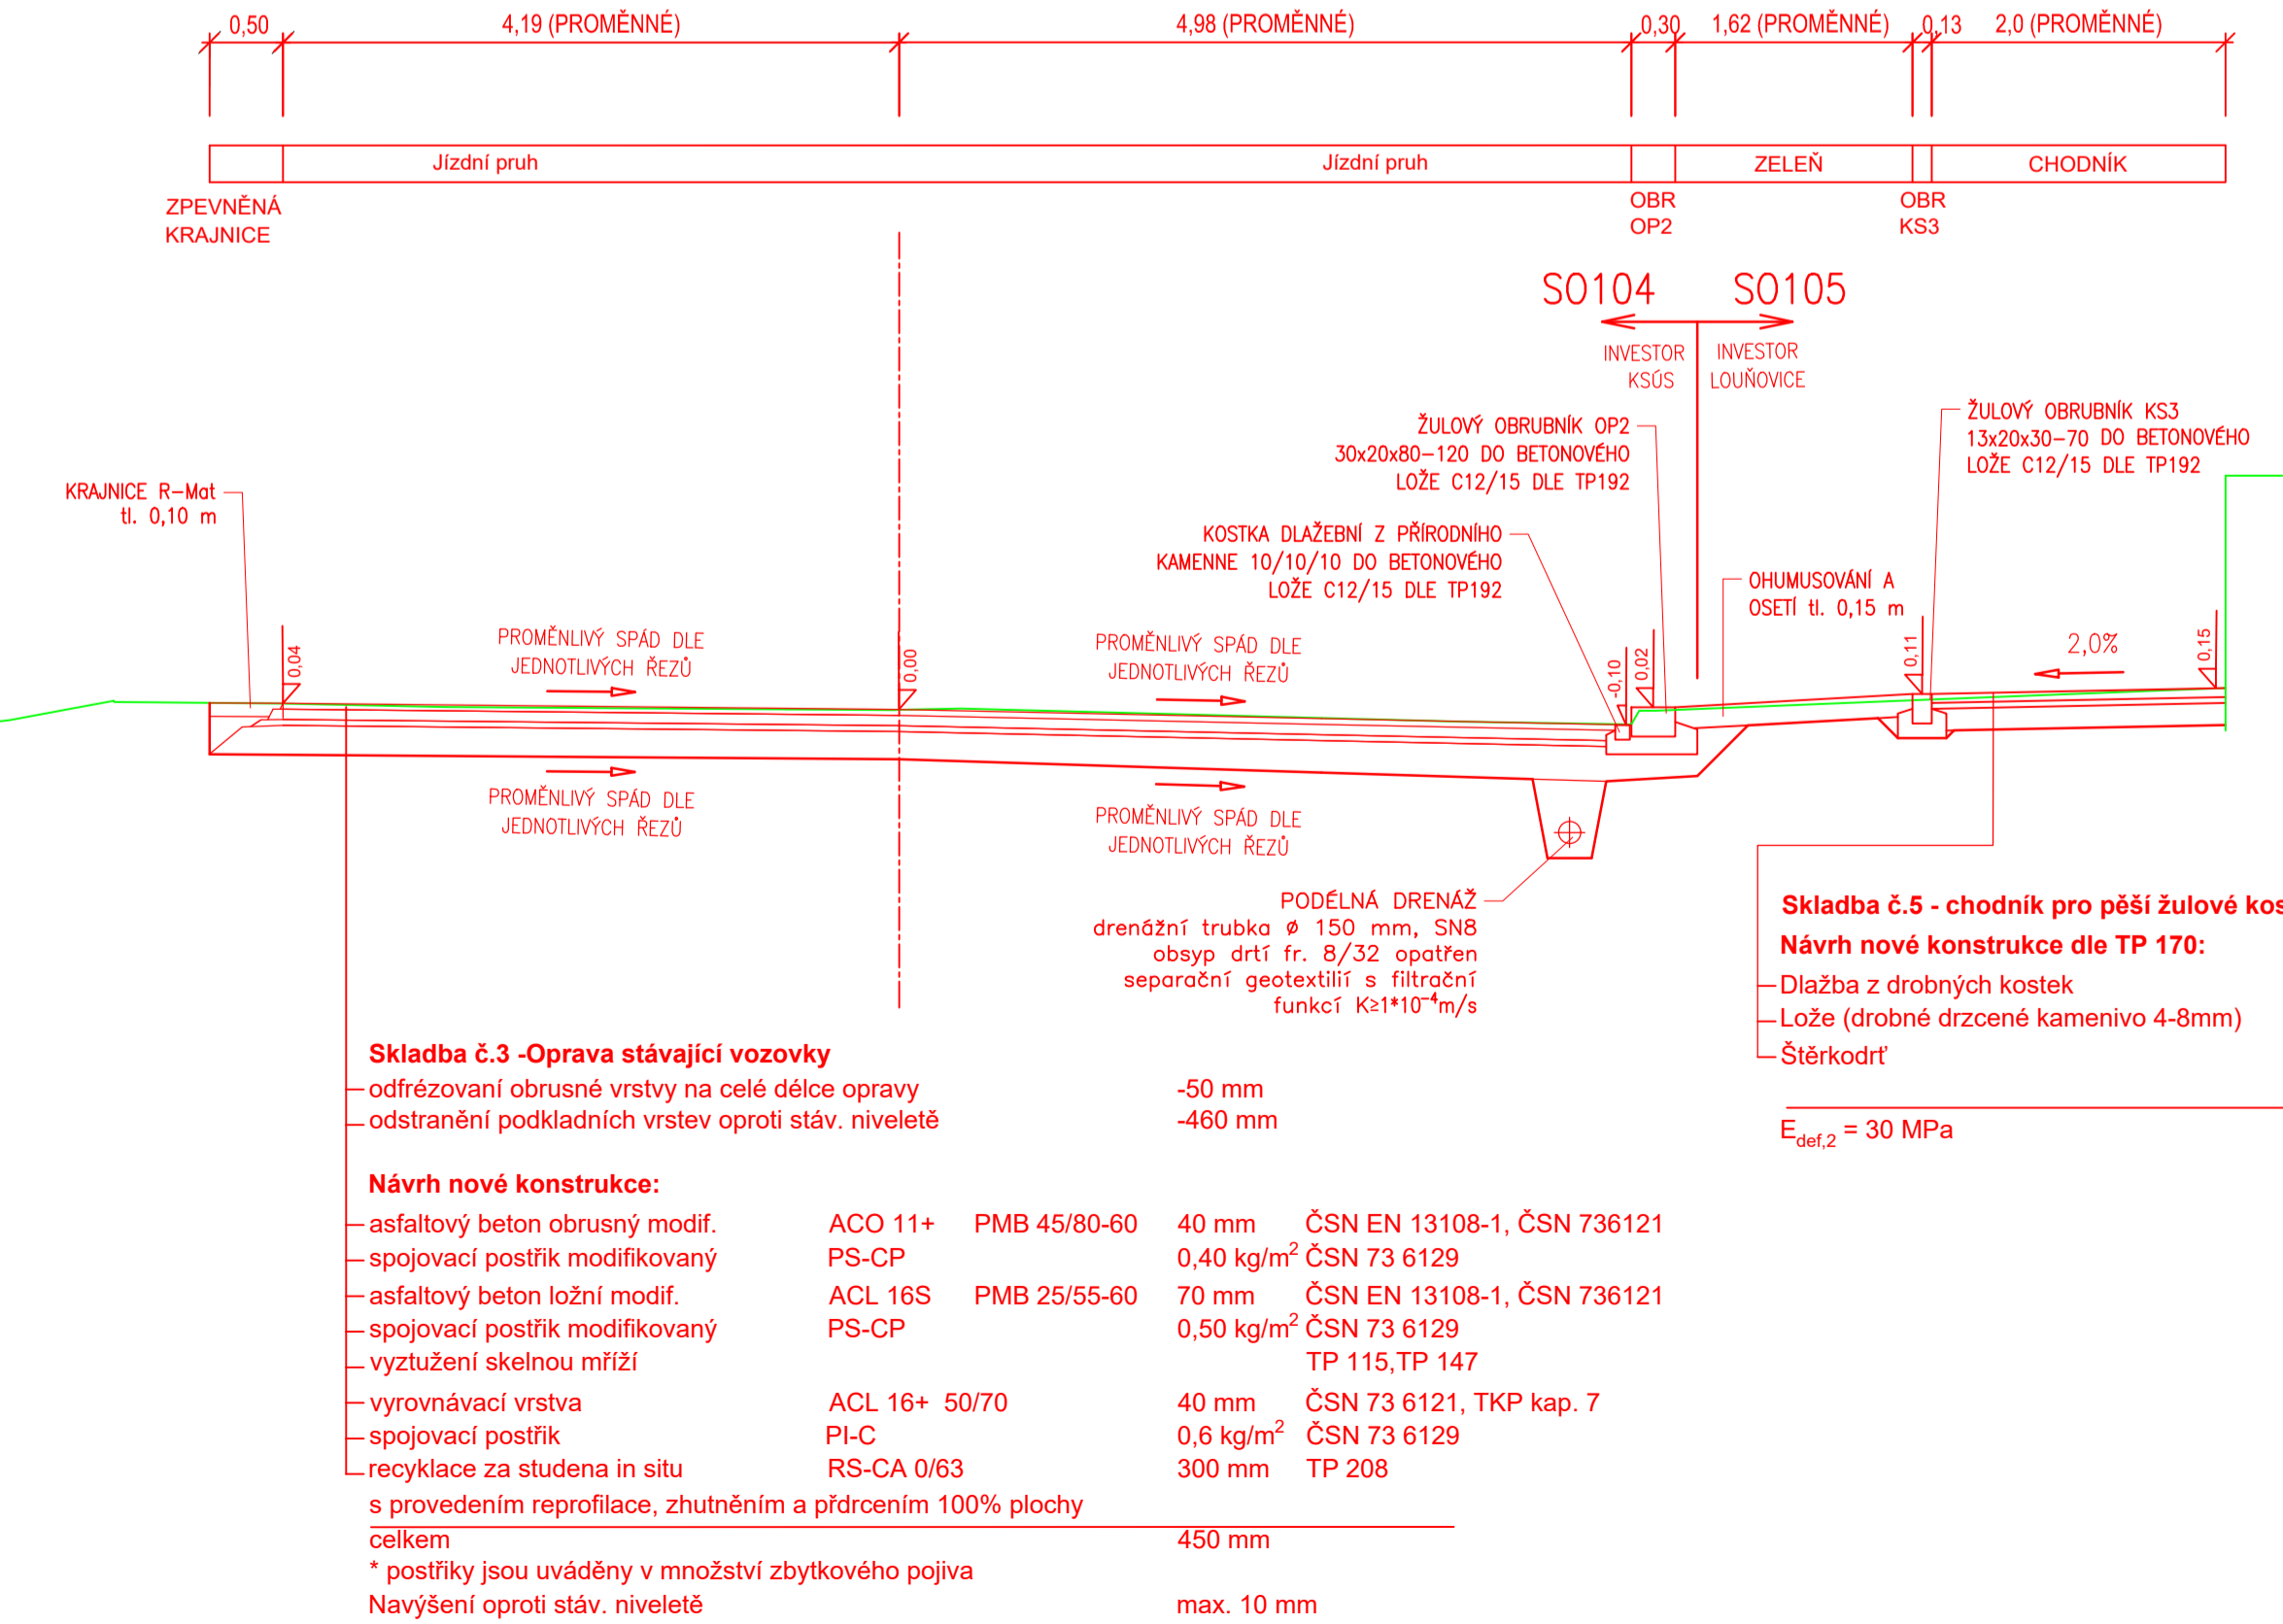 0,50 4,19 (PROMĚNNÉ) 4,98 (PROMĚNNÉ) 0,30 1,62 (PROMĚNNÉ) 0,13 2,0 (PROMĚNNÉ)
Jízdní pruh Jízdní pruh ZELEŇ CHODNÍK
ZPEVNĚNÁ
KRAJNICE
OBR
OP2
OBR
KS3
SO104 SO105
INVESTOR
KSÚS
INVESTOR
LOUŇOVICE
ŽULOVÝ OBRUBNÍK OP2
30x20x80-120 DO BETONOVÉHO
LOŽE C12/15 DLE TP192
ŽULOVÝ OBRUBNÍK KS3
13x20x30-70 DO BETONOVÉHO
LOŽE C12/15 DLE TP192
KRAJNICE R-Mat
tl. 0,10 m
KOSTKA DLAŽEBNÍ Z PŘÍRODNÍHO
KAMENNE 10/10/10 DO BETONOVÉHO
LOŽE C12/15 DLE TP192
OHUMUSOVÁNÍ A
OSETÍ tl. 0,15 m
PROMĚNLIVÝ SPÁD DLE
JEDNOTLIVÝCH ŘEZŮ
PROMĚNLIVÝ SPÁD DLE
JEDNOTLIVÝCH ŘEZŮ
0,04
0,00
-0,10
0,02
0,11
2,0%
0,15
PROMĚNLIVÝ SPÁD DLE
JEDNOTLIVÝCH ŘEZŮ
PROMĚNLIVÝ SPÁD DLE
JEDNOTLIVÝCH ŘEZŮ
PODÉLNÁ DRENÁŽ
drenážní trubka ø 150 mm, SN8
obsyp drtí fr. 8/32 opatřen
separační geotextilií s filtrační
funkcí K≥1*10⁻⁴m/s
Skladba č.5 - chodník pro pěší žulové kos
Návrh nové konstrukce dle TP 170:
Dlažba z drobných kostek
Lože (drobné drzcené kamenivo 4-8mm)
Štěrkodrť
E def,2 = 30 MPa
Skladba č.3 -Oprava stávající vozovky
odfrézovaní obrusné vrstvy na celé délce opravy -50 mm
odstranění podkladních vrstev oproti stáv. niveletě -460 mm
Návrh nové konstrukce:
asfaltový beton obrusný modif. ACO 11+ PMB 45/80-60 40 mm ČSN EN 13108-1, ČSN 736121
spojovací postřik modifikovaný PS-CP 0,40 kg/m² ČSN 73 6129
asfaltový beton ložní modif. ACL 16S PMB 25/55-60 70 mm ČSN EN 13108-1, ČSN 736121
spojovací postřik modifikovaný PS-CP 0,50 kg/m² ČSN 73 6129
vyztužení skelnou mříží TP 115,TP 147
vyrovnávací vrstva ACL 16+ 50/70 40 mm ČSN 73 6121, TKP kap. 7
spojovací postřik PI-C 0,6 kg/m² ČSN 73 6129
recyklace za studena in situ RS-CA 0/63 300 mm TP 208
s provedením reprofilace, zhutněním a přdrcením 100% plochy
celkem 450 mm
* postřiky jsou uváděny v množství zbytkového pojiva
Navýšení oproti stáv. niveletě max. 10 mm